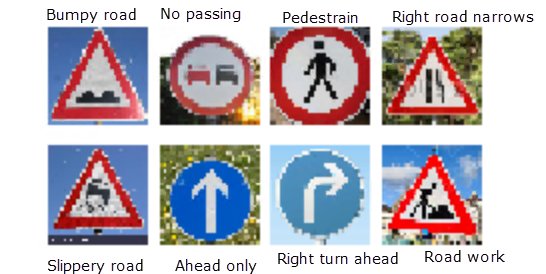 Bumpy road
No passing
Pedestrain
Right road narrows
Slippery road
Ahead only
Right turn ahead
Road work